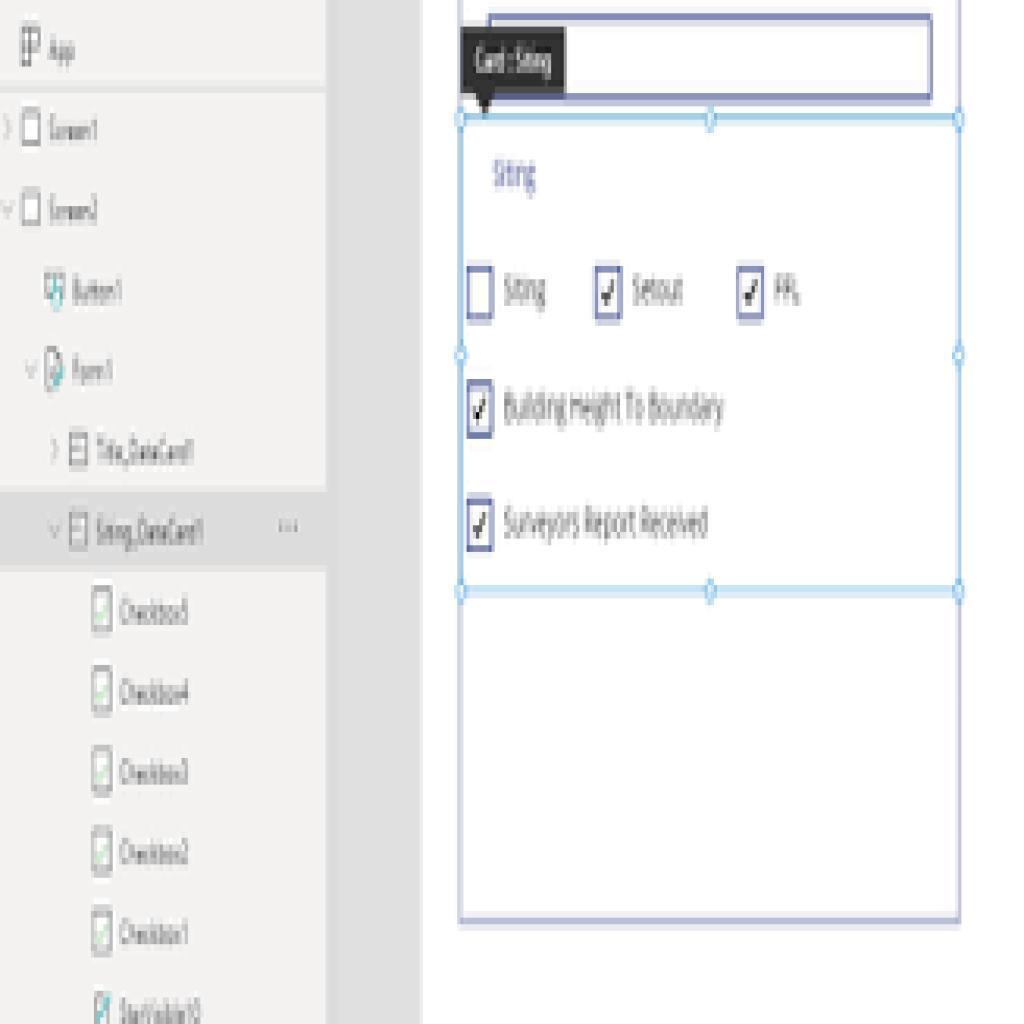 App
Screen1
Screen2
Button1
Form1
Title_DataCard1
Siting_DataCard1
Checkbox5
Checkbox4
Checkbox3
Checkbox2
Checkbox1
Card : Siting
Siting
Siting Setout FFL
Building Height To Boundary
Surveyors Report Received